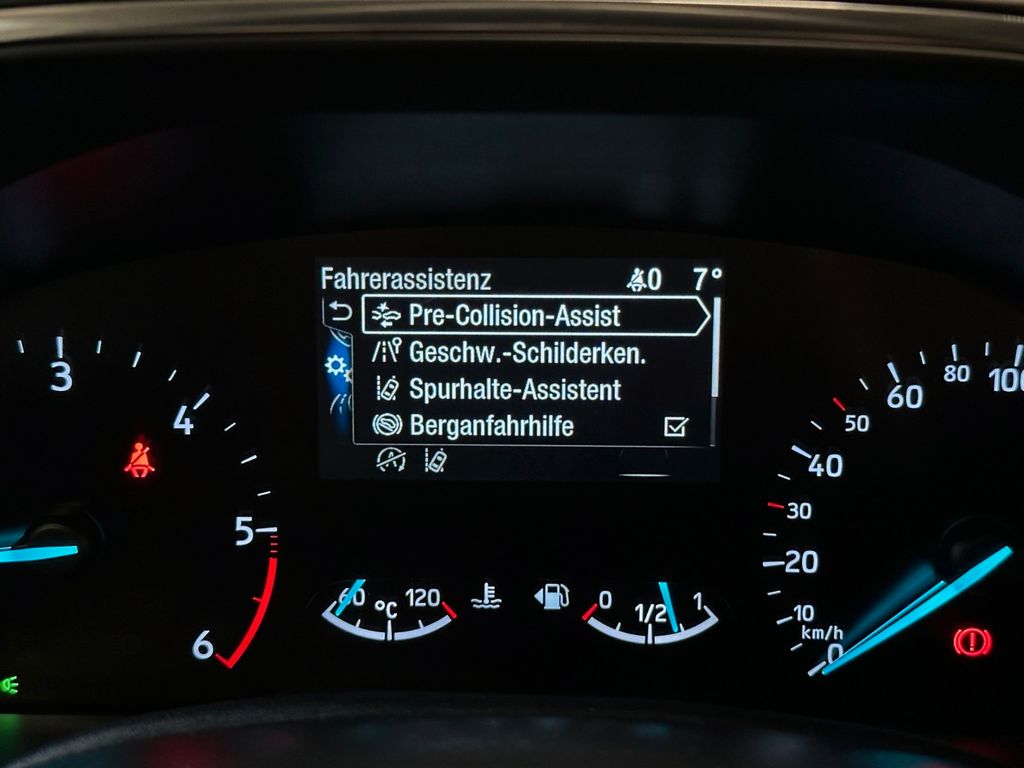 Fahrerassistenz 0 7°
Pre-Collision-Assist
Geschw.-Schilderken.
Spurhalte-Assistent
Berganfahrhilfe
3
4
5
6
60 °C 120
0 1/2 1
0
10
20
30
40
50
60
80
100
km/h